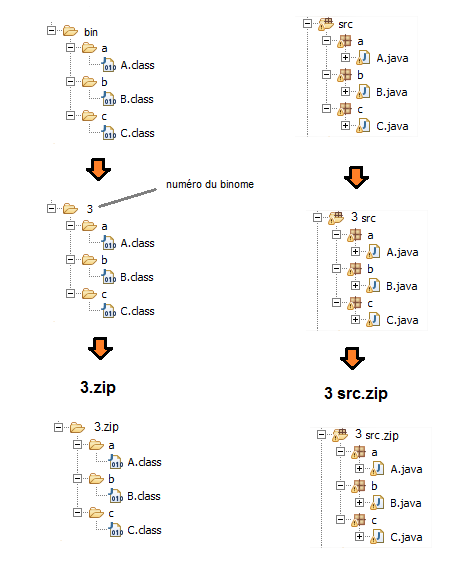 bin
a
A.class
b
B.class
c
C.class
src
a
A.java
b
B.java
c
C.java
numéro du binome
3
a
A.class
b
B.class
c
C.class
3 src
a
A.java
b
B.java
c
C.java
3.zip
3 src.zip
3.zip
a
A.class
b
B.class
c
C.class
3 src.zip
a
A.java
b
B.java
c
C.java